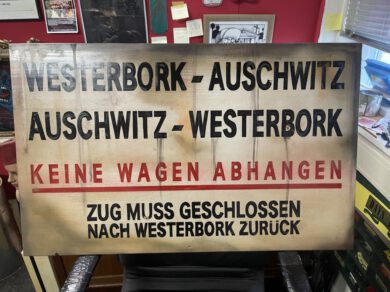 WESTERBORK - AUSCHWITZ
AUSCHWITZ - WESTERBORK
KEINE WAGEN ABHANGEN
ZUG MUSS GESCHLOSSEN
NACH WESTERBORK ZURÜCK